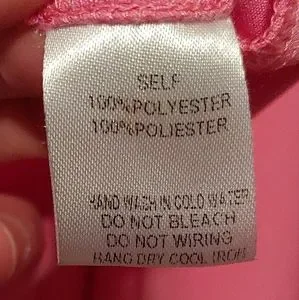 SELF
100%POLYESTER
100%POLIESTER
HAND WASH IN COLD WATER
DO NOT BLEACH
DO NOT WIRING
HANG DRY COOL IRON